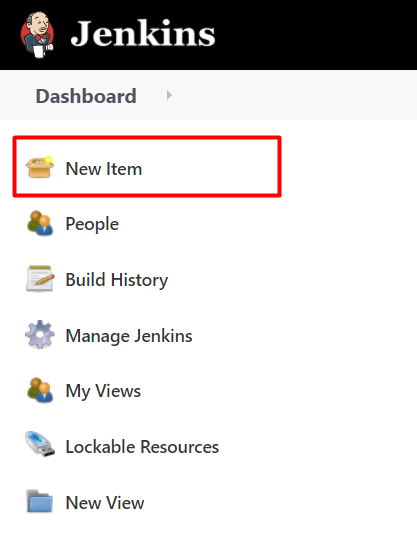 Jenkins
Dashboard
New Item
People
Build History
Manage Jenkins
My Views
Lockable Resources
New View